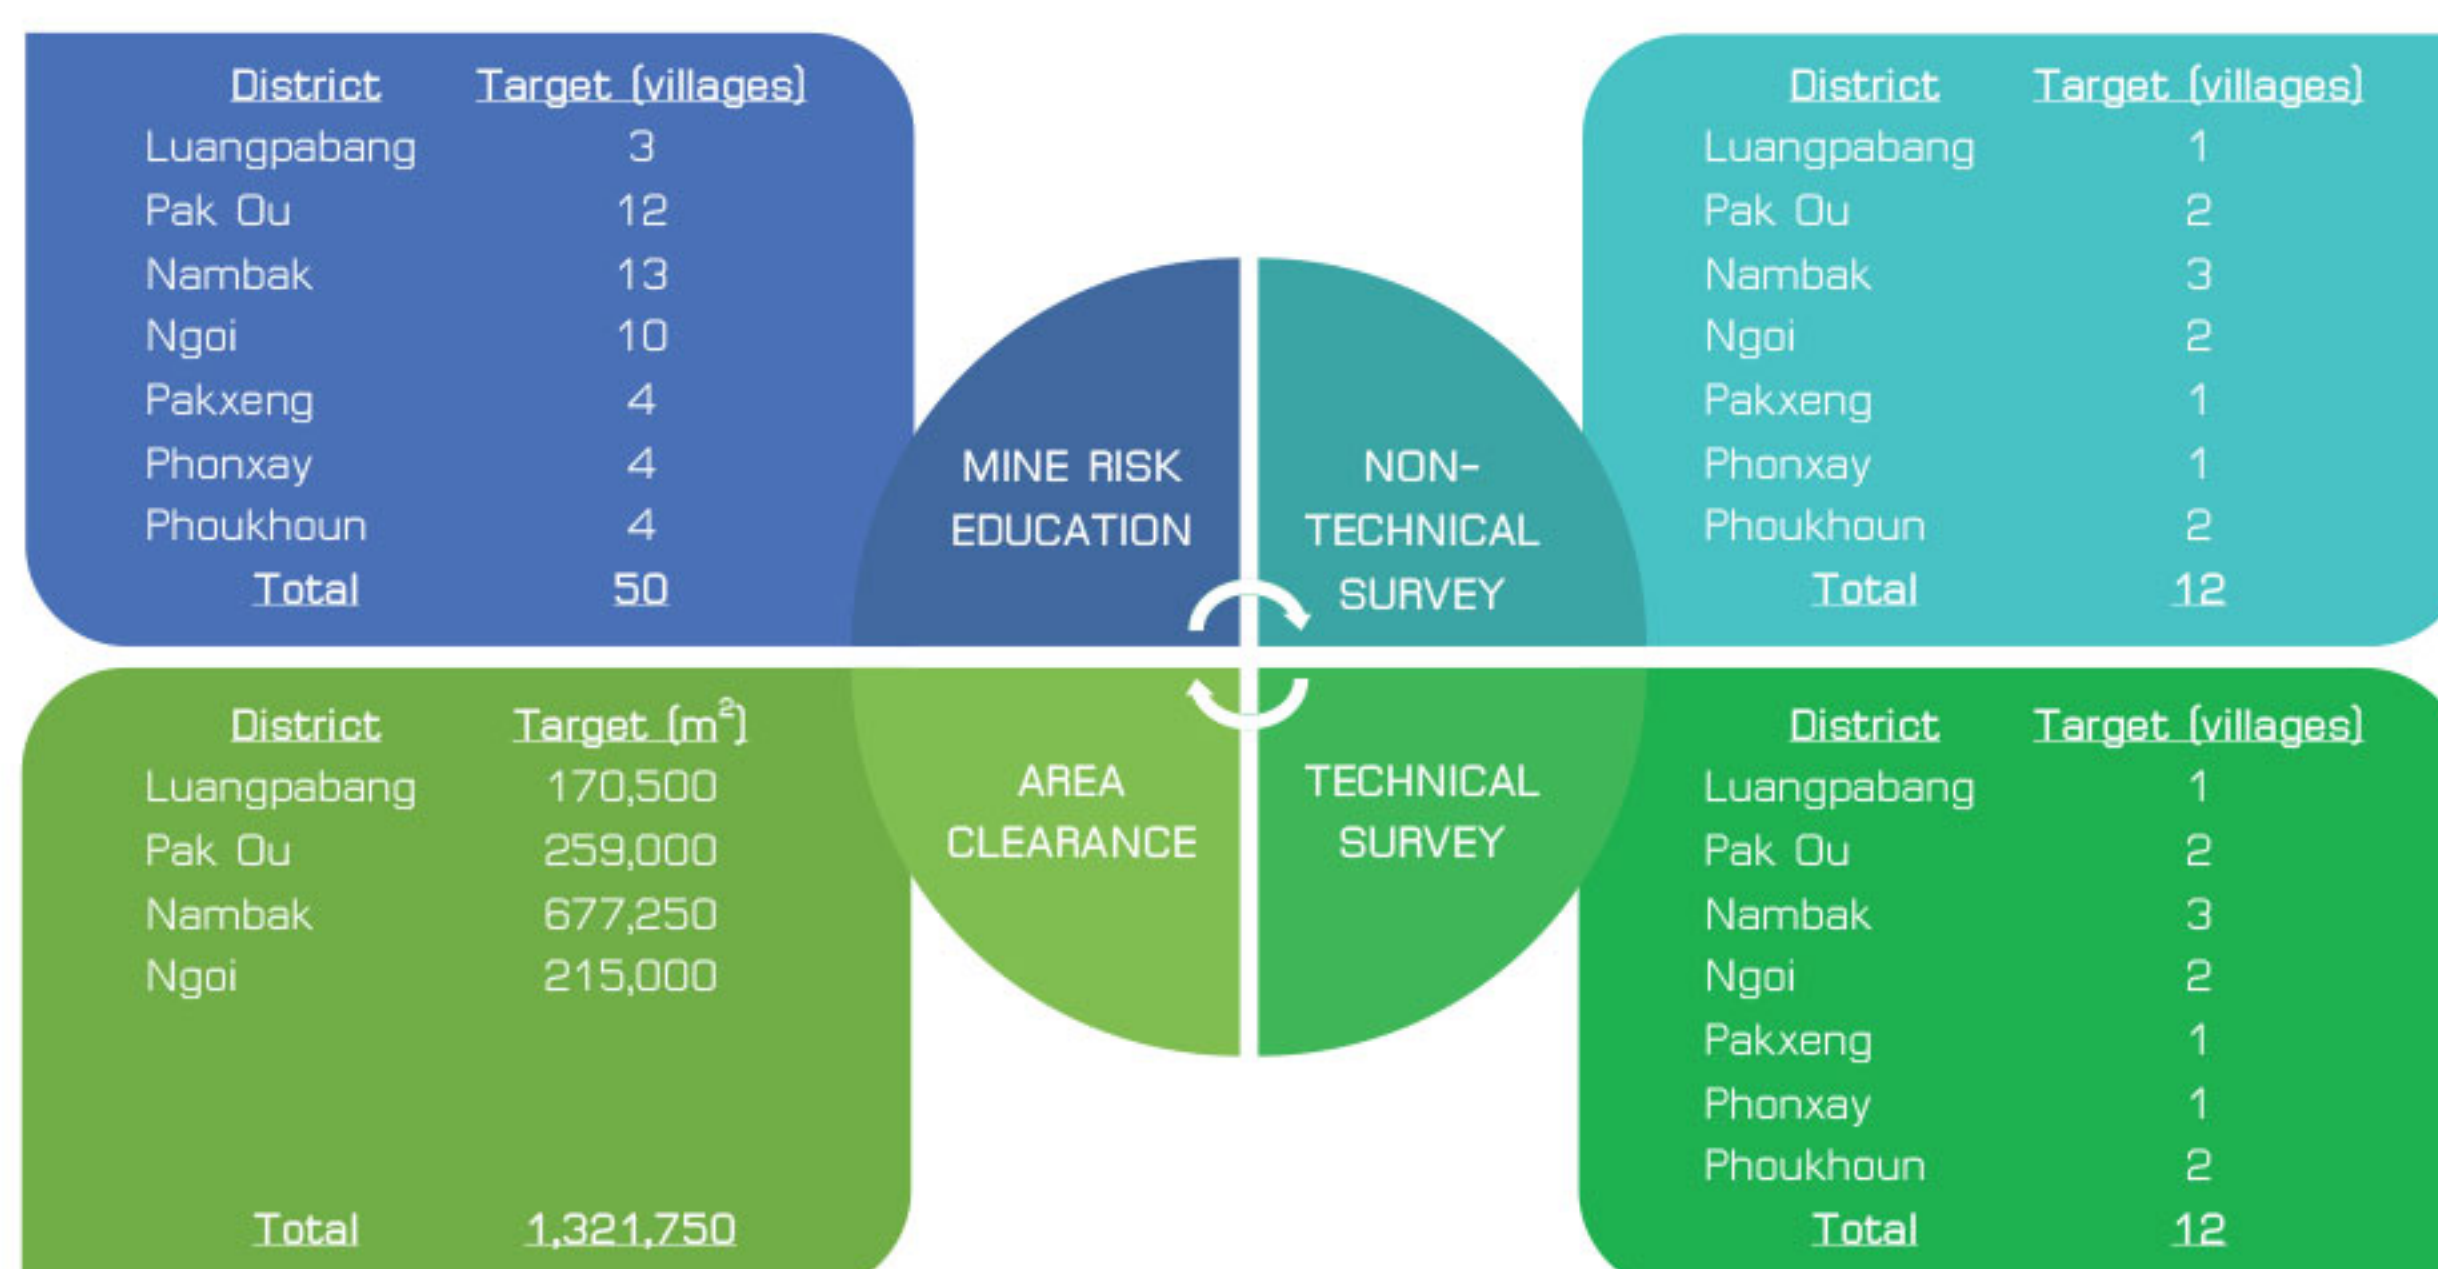 District Target (villages)
Luangpabang 3
Pak Ou 12
Nambak 13
Ngoi 10
Pakxeng 4
Phonxay 4
Phoukhoun 4
Total 50
MINE RISK
EDUCATION
NON-
TECHNICAL
SURVEY
District Target (villages)
Luangpabang 1
Pak Ou 2
Nambak 3
Ngoi 2
Pakxeng 1
Phonxay 1
Phoukhoun 2
Total 12
District Target (m²)
Luangpabang 170,500
Pak Ou 259,000
Nambak 677,250
Ngoi 215,000
Total 1,321,750
AREA
CLEARANCE
TECHNICAL
SURVEY
District Target (villages)
Luangpabang 1
Pak Ou 2
Nambak 3
Ngoi 2
Pakxeng 1
Phonxay 1
Phoukhoun 2
Total 12